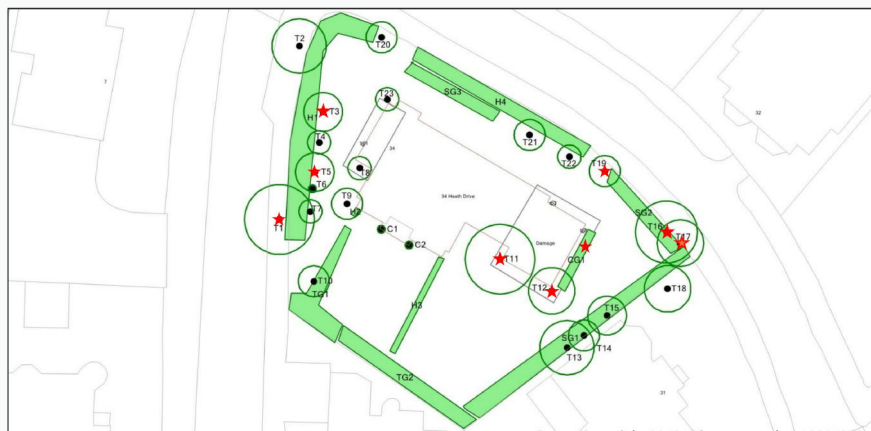 T2
T20
7
T23
SG3
H4
32
T3
H1
T4
34
T21
T22
T19
T5
T6
T8
T9
H2
T7
T1
34 Heath Drive
SG2
T16
T17
C1
C2
Damage
CG1
T11
T10
TG1
H3
T12
T18
T15
SG1
T14
T13
TG2
31